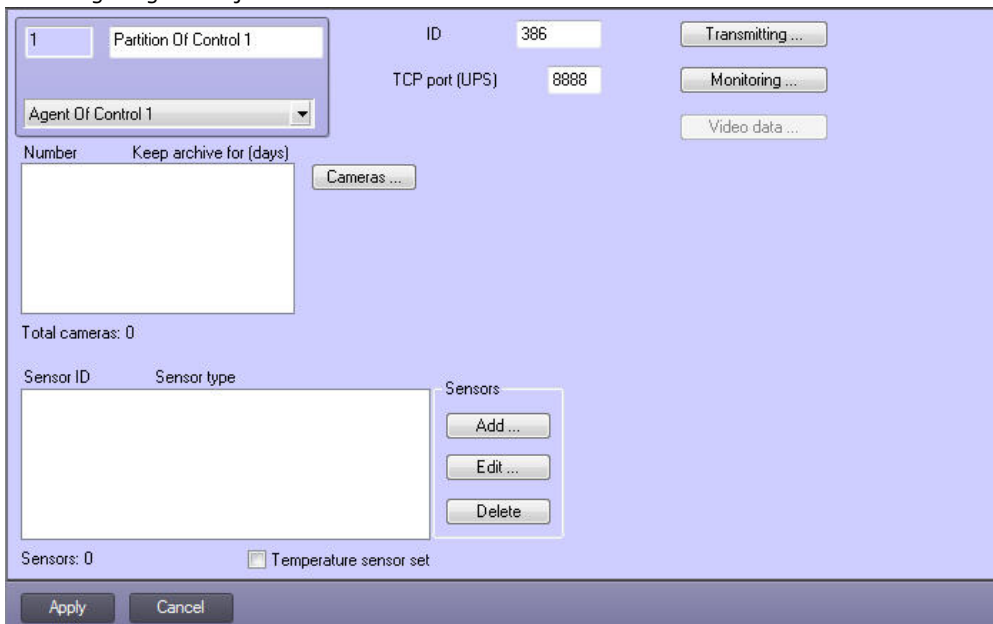 1 Partition Of Control 1 ID 386 Transmitting ...
TCP port (UPS) 8888 Monitoring ...
Agent Of Control 1
Video data ...
Number Keep archive for (days)
Cameras ...
Total cameras: 0
Sensor ID Sensor type
Sensors
Add ...
Edit ...
Delete
Sensors: 0 Temperature sensor set
Apply Cancel